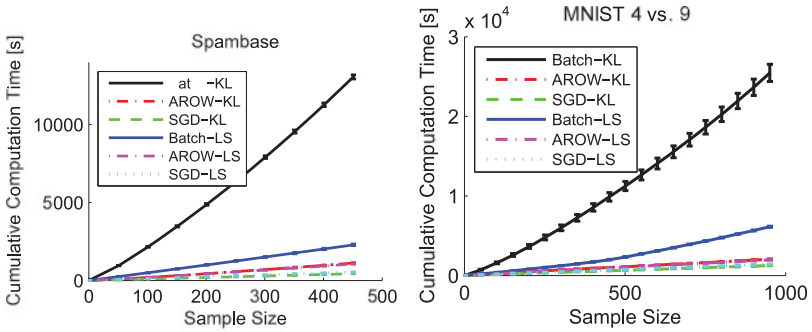 Spambase
Cumulative Computation Time [s]
10000
5000
0
at -KL
AROW-KL
SGD-KL
Batch-LS
AROW-LS
SGD-LS
0 100 200 300 400 500
Sample Size
MNIST 4 vs. 9
x 10^4
Cumulative Computation Time [s]
3
2
1
0
Batch-KL
AROW-KL
SGD-KL
Batch-LS
AROW-LS
SGD-LS
0 500 1000
Sample Size